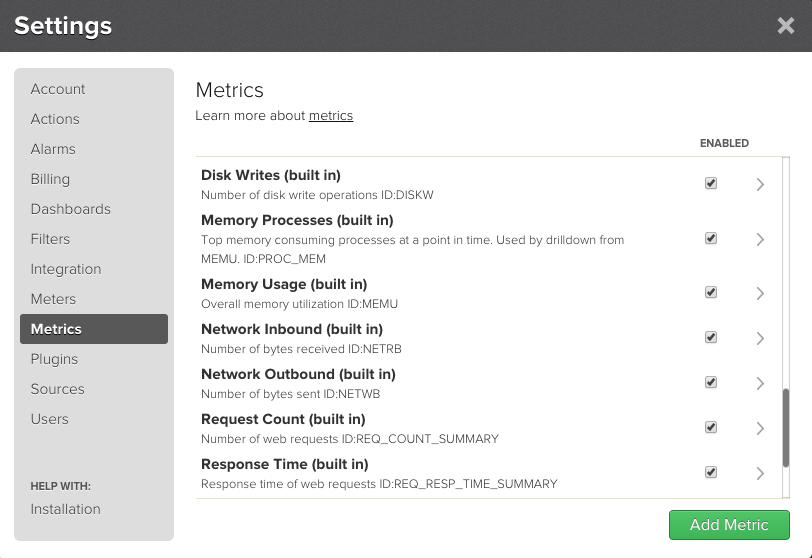 Settings
Account
Actions
Alarms
Billing
Dashboards
Filters
Integration
Meters
Metrics
Plugins
Sources
Users
HELP WITH:
Installation
Metrics
Learn more about metrics
ENABLED
Disk Writes (built in)
Number of disk write operations ID:DISKW
Memory Processes (built in)
Top memory consuming processes at a point in time. Used by drilldown from
MEMU. ID:PROC_MEM
Memory Usage (built in)
Overall memory utilization ID:MEMU
Network Inbound (built in)
Number of bytes received ID:NETRB
Network Outbound (built in)
Number of bytes sent ID:NETWB
Request Count (built in)
Number of web requests ID:REQ_COUNT_SUMMARY
Response Time (built in)
Response time of web requests ID:REQ_RESP_TIME_SUMMARY
Add Metric